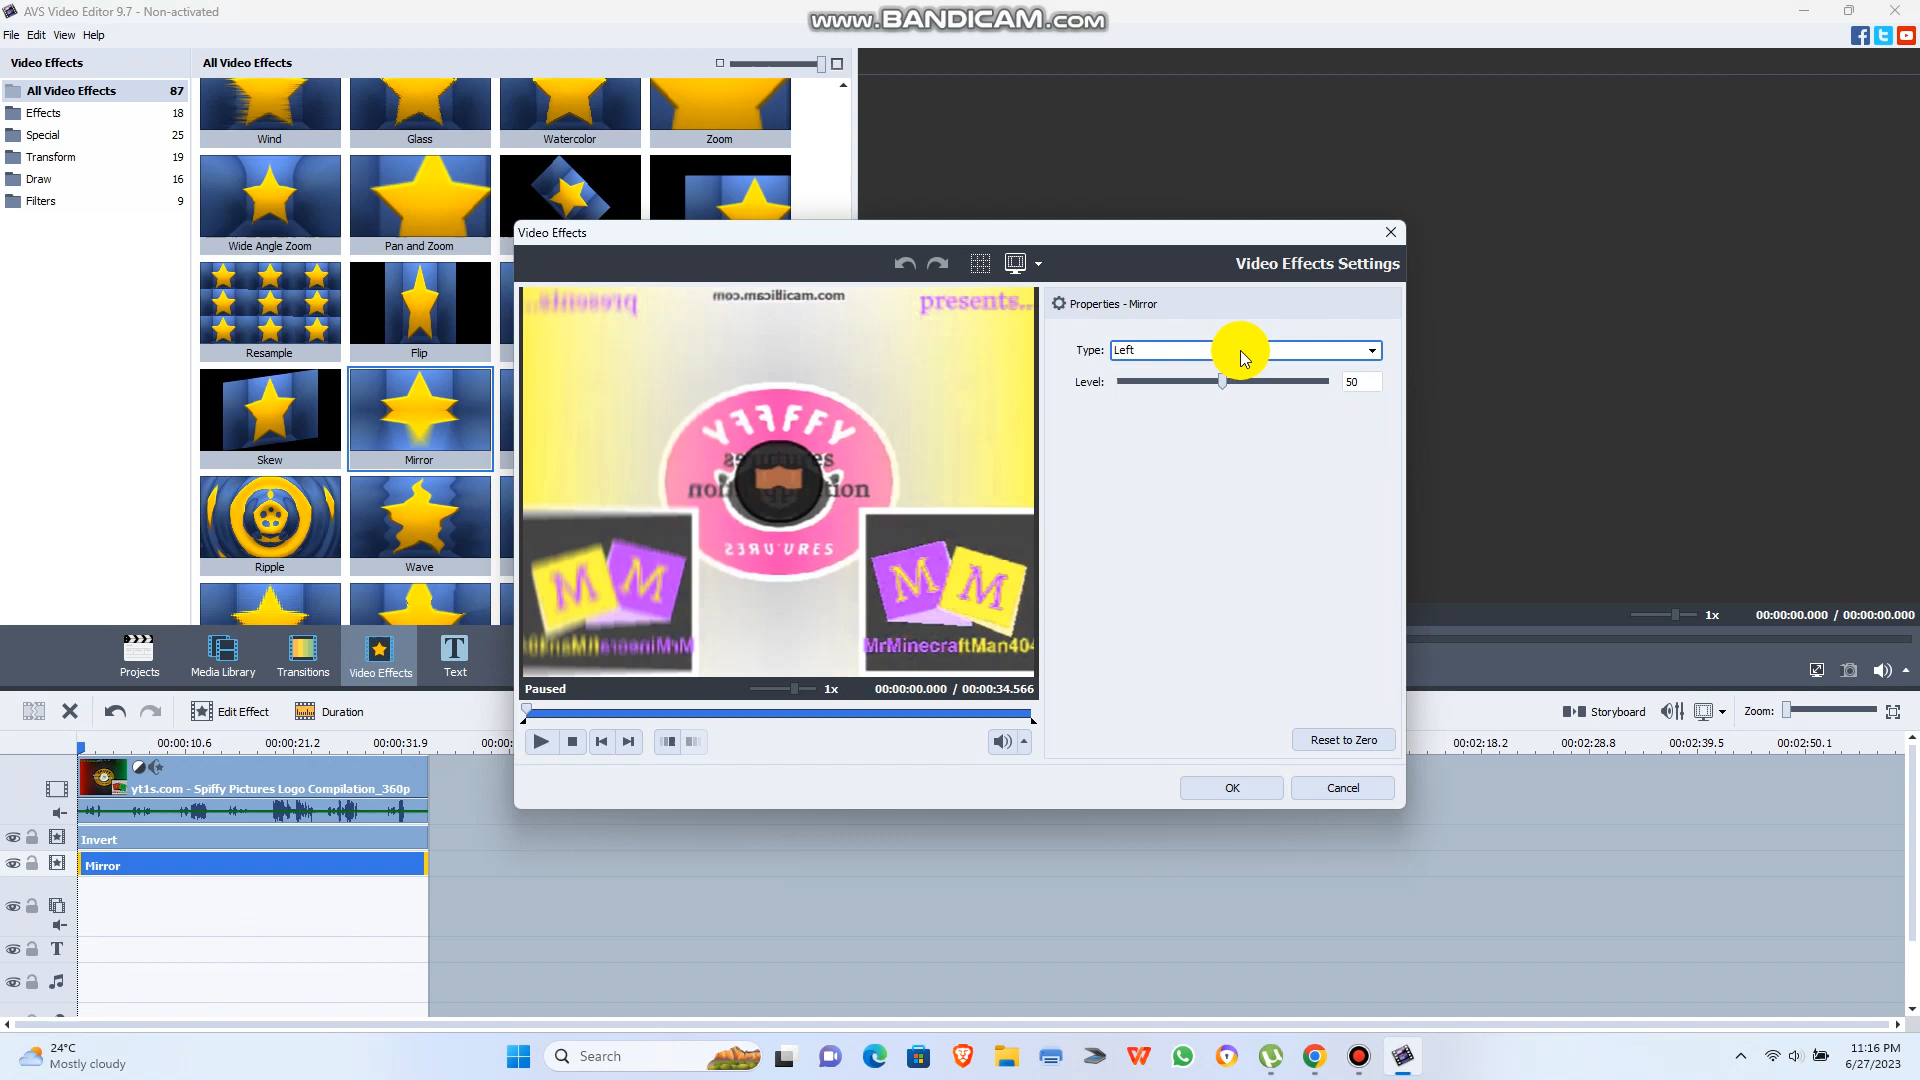 AVS Video Editor 9.7 - Non-activated
www.BANDICAM.com
File Edit View Help
Video Effects
All Video Effects
All Video Effects 87
Effects 18
Special 25
Transform 19
Draw 16
Filters 9
Wind Glass Watercolor Zoom
Wide Angle Zoom Pan and Zoom
Resample Flip
Skew Mirror
Ripple Wave
Video Effects
Video Effects Settings
presents..
YFFFY
MrMinecraftMan404
Properties - Mirror
Type: Left
Level: 50
Paused 1x 00:00:00.000 / 00:00:34.566
Reset to Zero
OK Cancel
1x 00:00:00.000 / 00:00:00.000
Projects Media Library Transitions Video Effects Text
Edit Effect Duration
Storyboard Zoom:
00:00:10.6 00:00:21.2 00:00:31.9 00:02:18.2 00:02:28.8 00:02:39.5 00:02:50.1
yt1s.com - Spiffy Pictures Logo Compilation_360p
Invert
Mirror
T
24°C
Mostly cloudy
Search
11:16 PM
6/27/2023